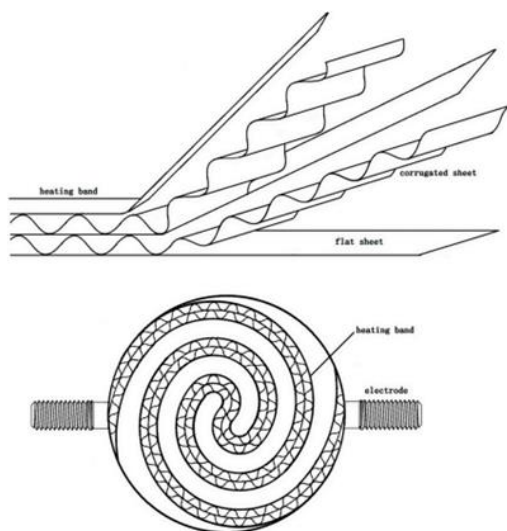 heating band
corrugated sheet
flat sheet
heating band
electrode